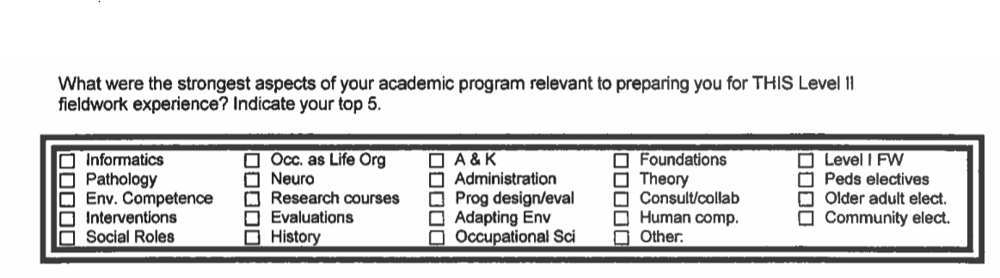 What were the strongest aspects of your academic program relevant to preparing you for THIS Level II
fieldwork experience? Indicate your top 5.
☐ Informatics ☐ Occ. as Life Org ☐ A & K ☐ Foundations ☐ Level I FW
☐ Pathology ☐ Neuro ☐ Administration ☐ Theory ☐ Peds electives
☐ Env. Competence ☐ Research courses ☐ Prog design/eval ☐ Consult/collab ☐ Older adult elect.
☐ Interventions ☐ Evaluations ☐ Adapting Env ☐ Human comp. ☐ Community elect.
☐ Social Roles ☐ History ☐ Occupational Sci ☐ Other: